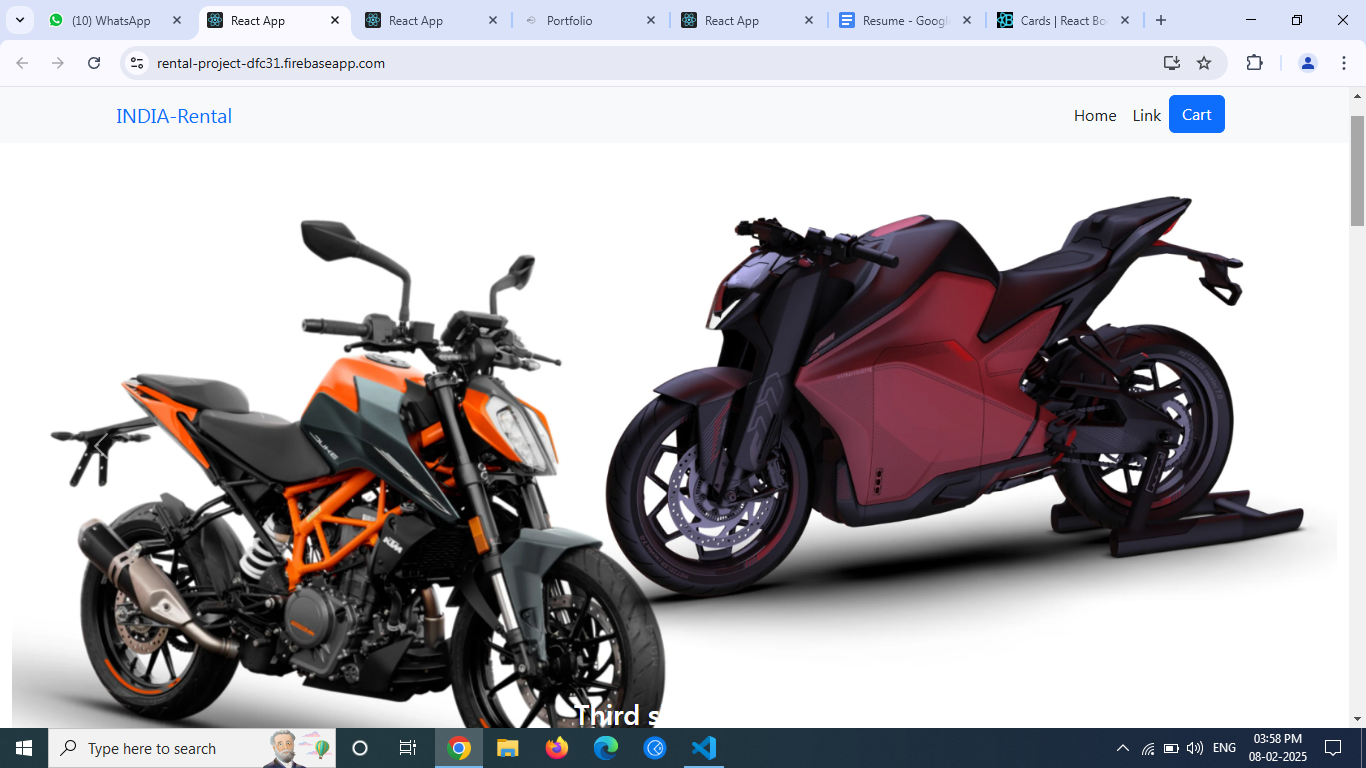 (10) WhatsApp
React App
React App
Portfolio
React App
Resume - Googl
Cards | React Bo
rental-project-dfc31.firebaseapp.com
INDIA-Rental
Home
Link
Cart
DUKE
KTM
Third s
Type here to search
ENG
03:58 PM
08-02-2025